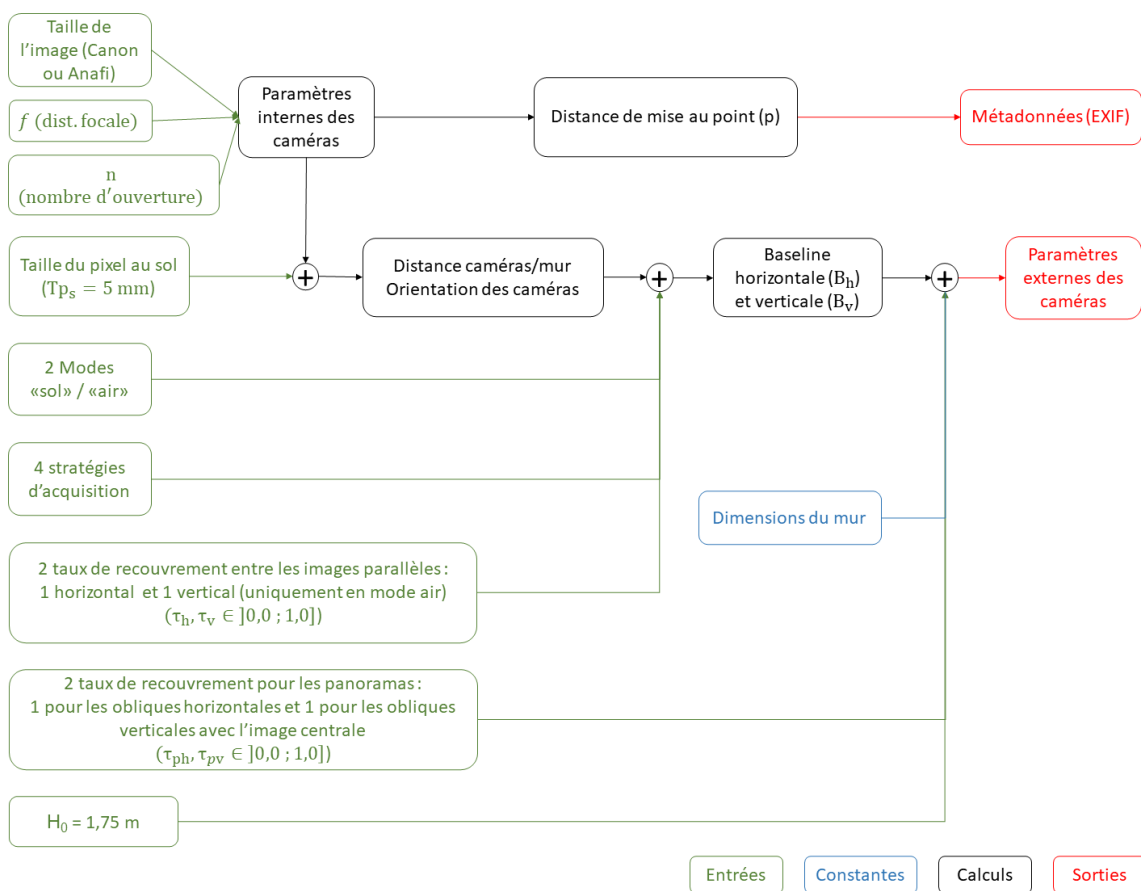 Taille de
l'image (Canon
ou Anafi)
f (dist. focale)
n
(nombre d'ouverture)
Paramètres
internes des
caméras
Distance de mise au point (p)
Métadonnées (EXIF)
Taille du pixel au sol
(Tpₛ = 5 mm)
+
Distance caméras/mur
Orientation des caméras
+
Baseline
horizontale (Bₕ)
et verticale (Bᵥ)
+
Paramètres
externes des
caméras
2 Modes
«sol» / «air»
4 stratégies
d'acquisition
Dimensions du mur
2 taux de recouvrement entre les images parallèles :
1 horizontal et 1 vertical (uniquement en mode air)
(τₕ, τᵥ ∈ ]0,0 ; 1,0])
2 taux de recouvrement pour les panoramas :
1 pour les obliques horizontales et 1 pour les obliques
verticales avec l'image centrale
(τₚₕ, τₚᵥ ∈ ]0,0 ; 1,0])
H₀ = 1,75 m
Entrées
Constantes
Calculs
Sorties